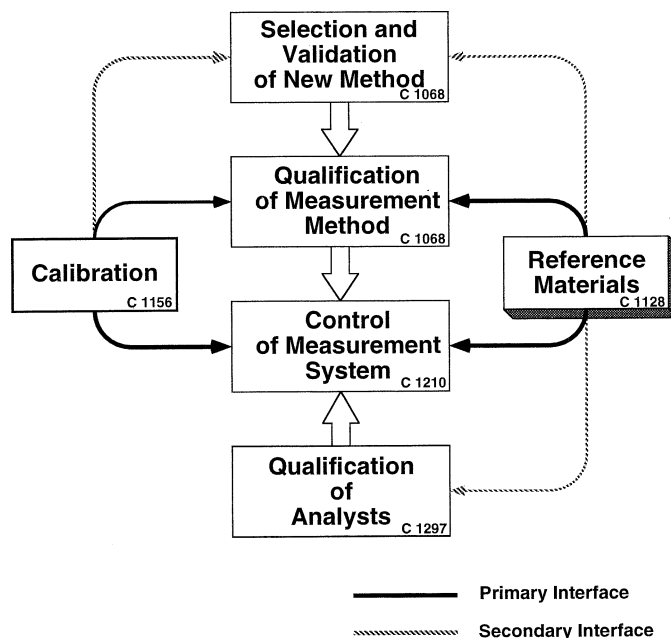 Selection and
Validation
of New Method
C 1068
Qualification
of Measurement
Method
C 1068
Calibration
C 1156
Reference
Materials
C 1128
Control
of Measurement
System
C 1210
Qualification
of
Analysts
C 1297
Primary Interface
Secondary Interface